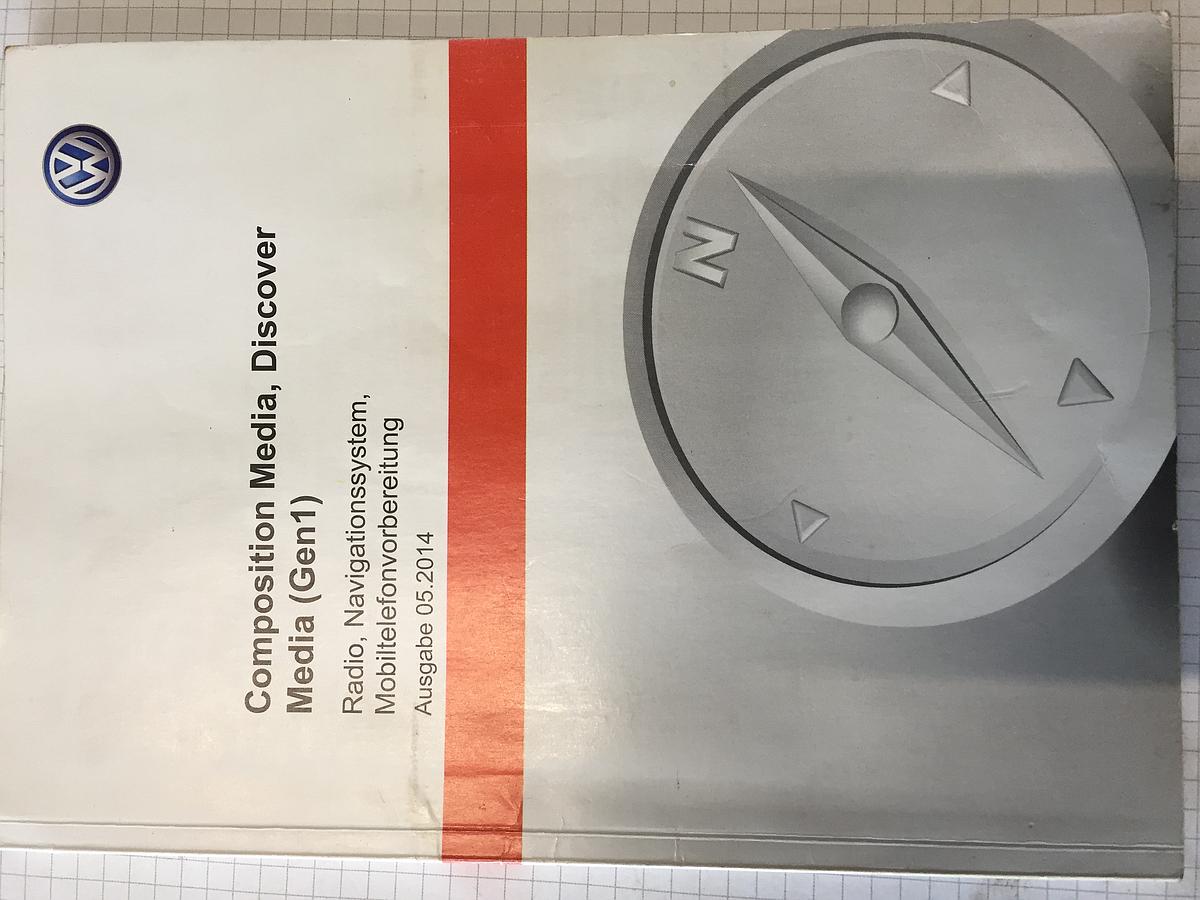 Composition Media, Discover
Media (Gen1)
Radio, Navigationssystem,
Mobiltelefonvorbereitung
Ausgabe 05.2014
N